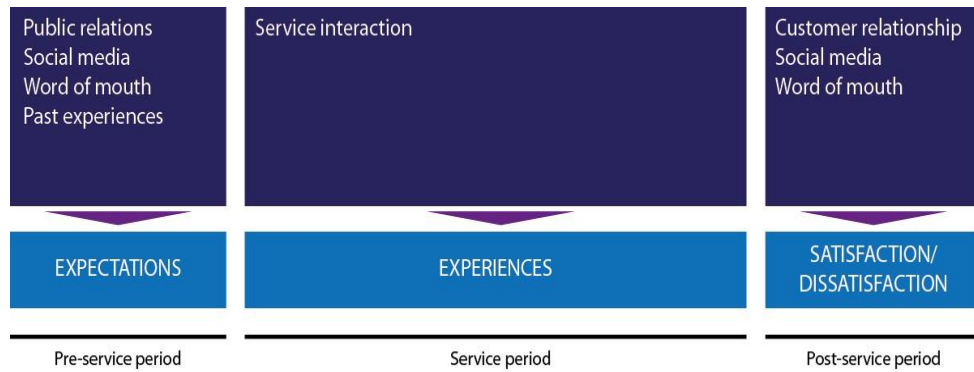 Public relations
Social media
Word of mouth
Past experiences
Service interaction
Customer relationship
Social media
Word of mouth
EXPECTATIONS
EXPERIENCES
SATISFACTION/
DISSATISFACTION
Pre-service period
Service period
Post-service period